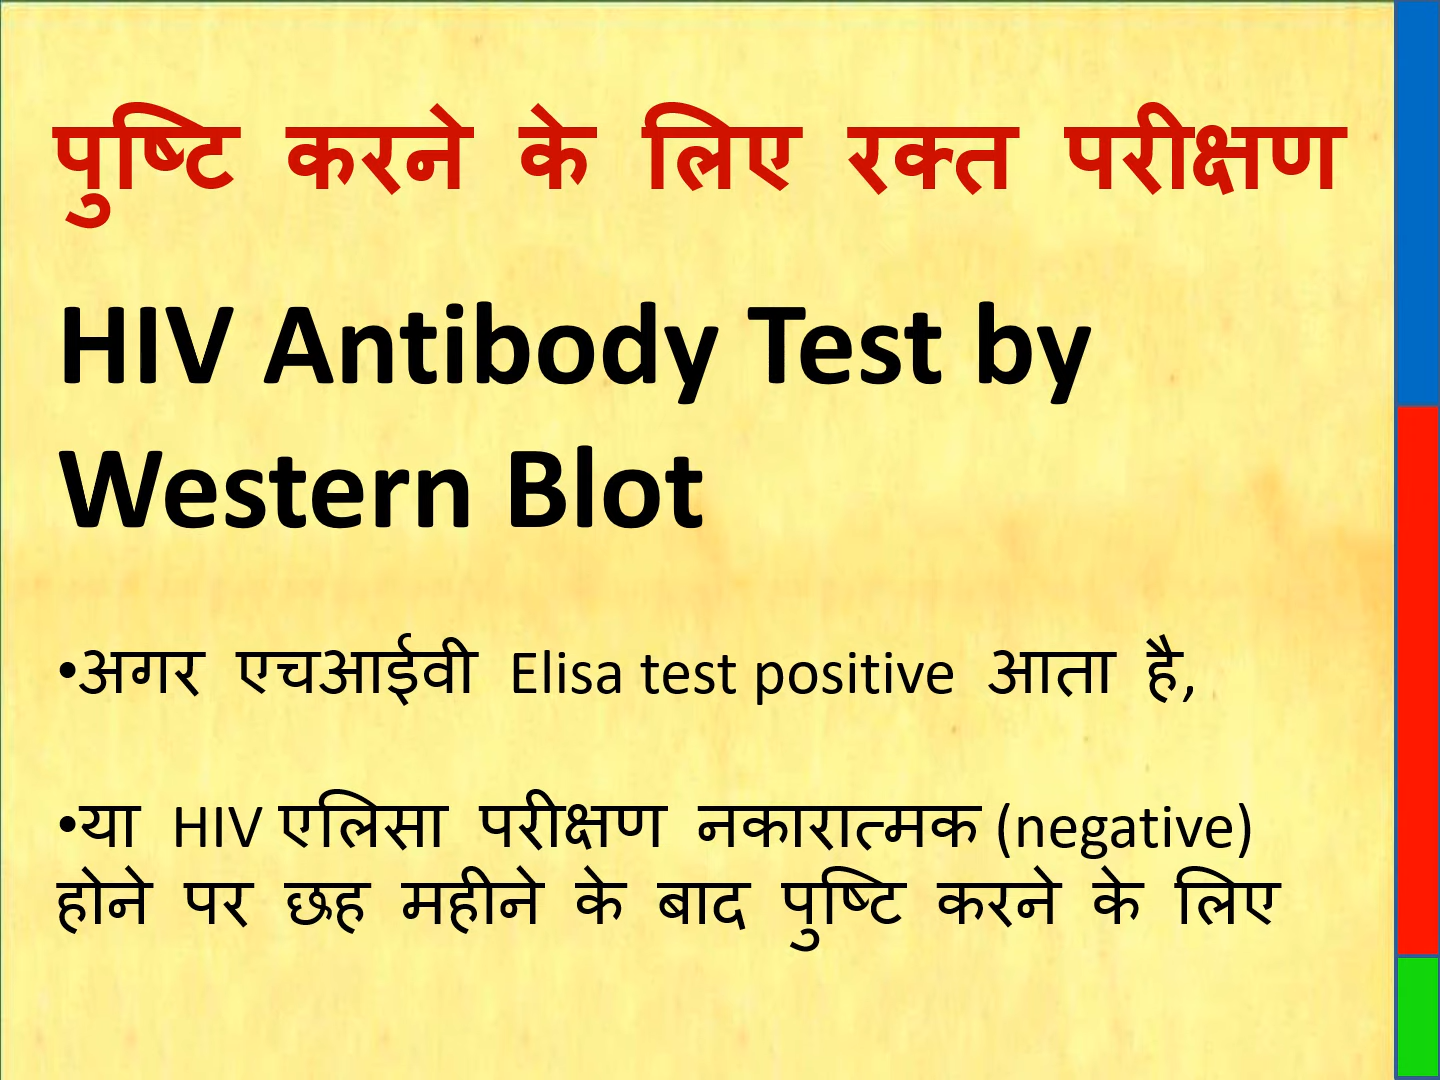 पुष्टि करने के लिए रक्त परीक्षण
HIV Antibody Test by
Western Blot
•अगर एचआईवी Elisa test positive आता है,
•या HIV एलिसा परीक्षण नकारात्मक (negative)
होने पर छह महीने के बाद पुष्टि करने के लिए